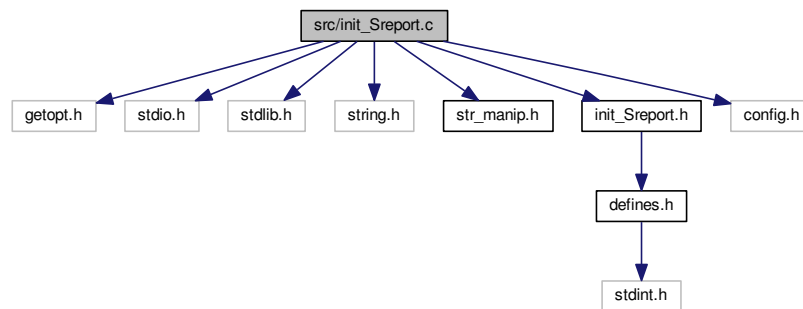 src/init_Sreport.c
getopt.h
stdio.h
stdlib.h
string.h
str_manip.h
init_Sreport.h
config.h
defines.h
stdint.h